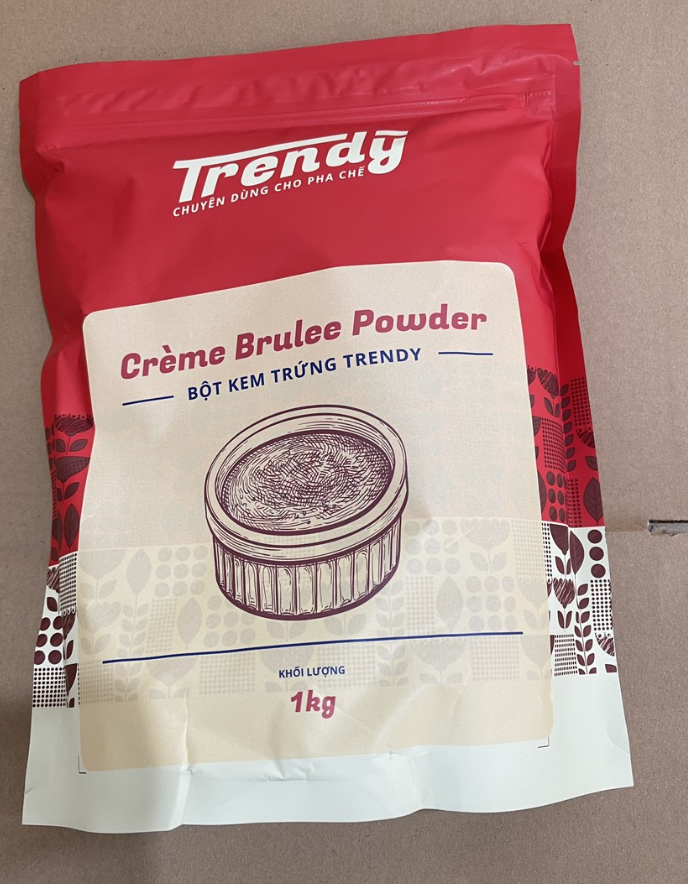 Trendy
CHUYÊN DÙNG CHO PHA CHẾ
Crème Brulee Powder
BỘT KEM TRỨNG TRENDY
KHỐI LƯỢNG
1kg